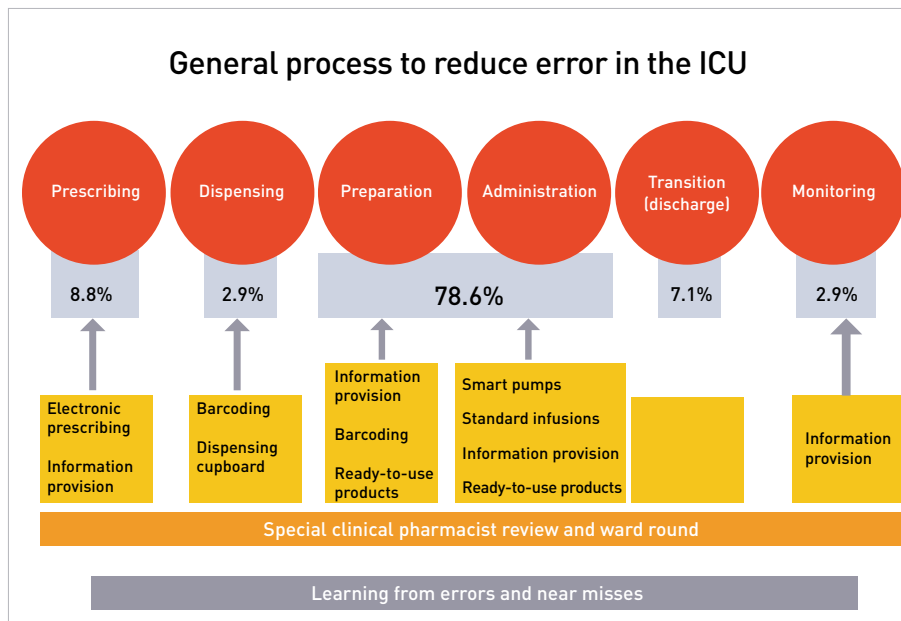 General process to reduce error in the ICU
Prescribing
Dispensing
Preparation
Administration
Transition
(discharge)
Monitoring
8.8%
2.9%
78.6%
7.1%
2.9%
Electronic
prescribing
Information
provision
Barcoding
Dispensing
cupboard
Information
provision
Barcoding
Ready-to-use
products
Smart pumps
Standard infusions
Information provision
Ready-to-use products
Information
provision
Special clinical pharmacist review and ward round
Learning from errors and near misses